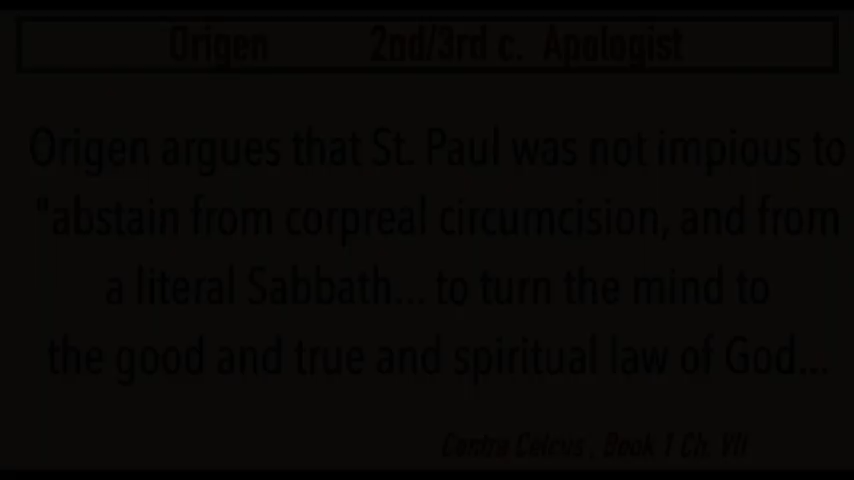 Origen 2nd/3rd c. Apologist
Origen argues that St. Paul was not impious to
"abstain from corpreal circumcision, and from
a literal Sabbath... to turn the mind to
the good and true and spiritual law of God...
Contra Celcus , Book 1 Ch. VII